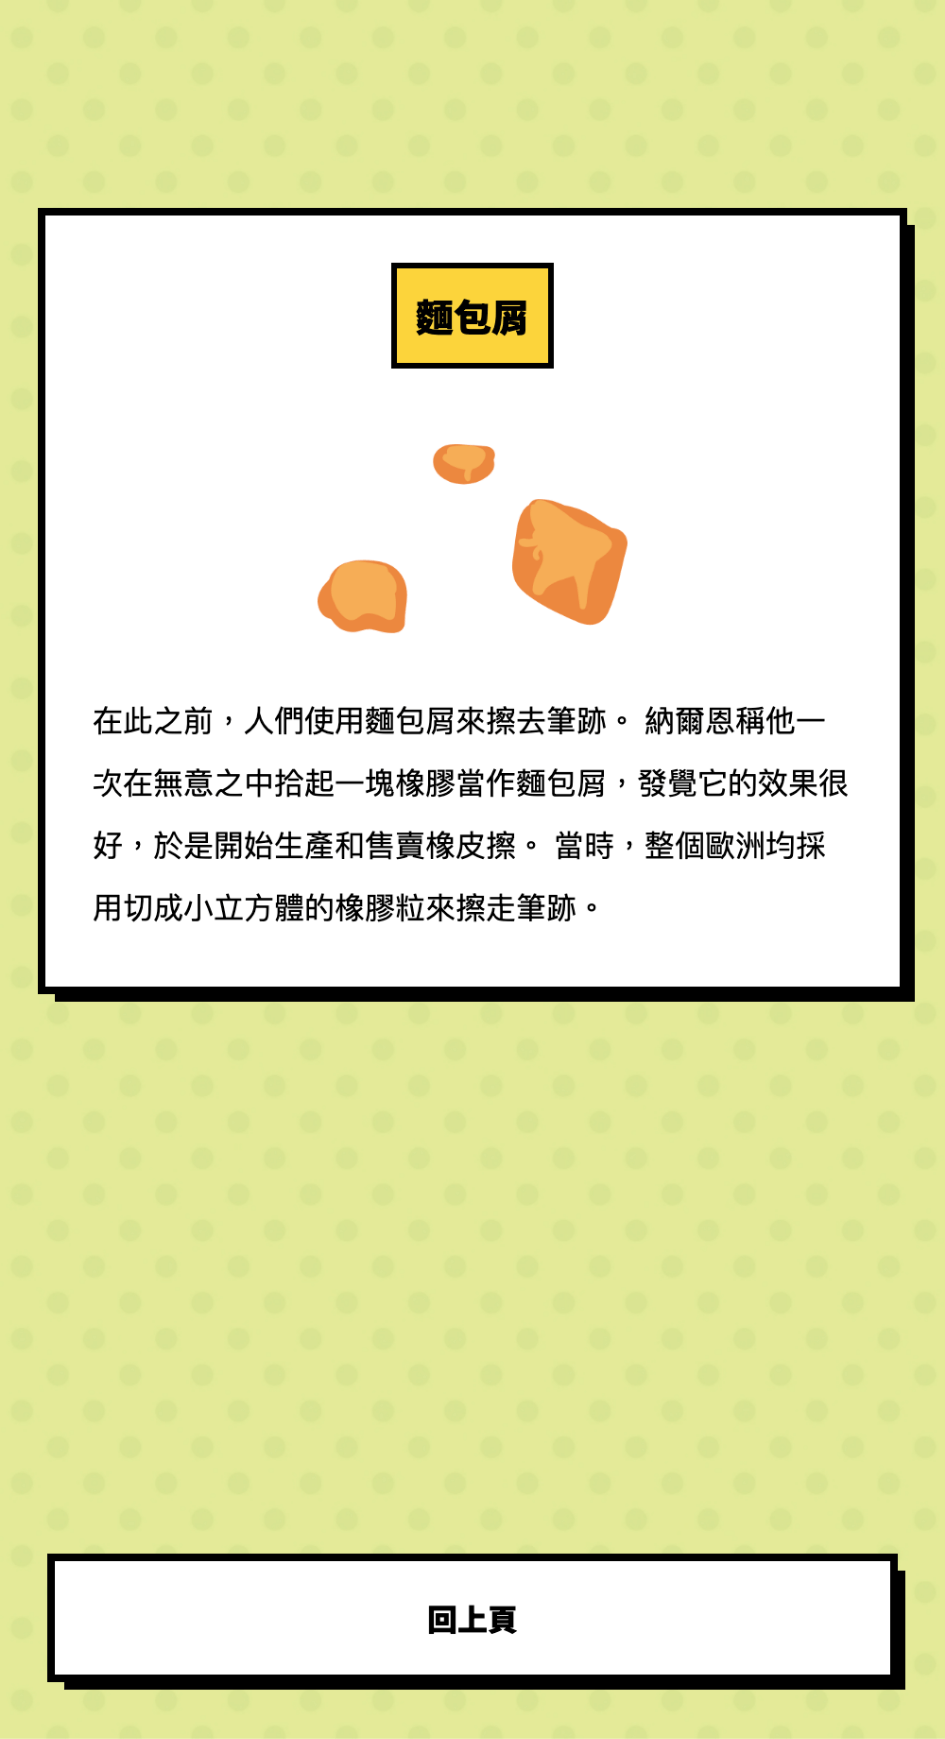 麵包屑
在此之前，人們使用麵包屑來擦去筆跡。 納爾恩稱他一
次在無意之中拾起一塊橡膠當作麵包屑，發覺它的效果很
好，於是開始生產和售賣橡皮擦。 當時，整個歐洲均採
用切成小立方體的橡膠粒來擦走筆跡。
回上頁